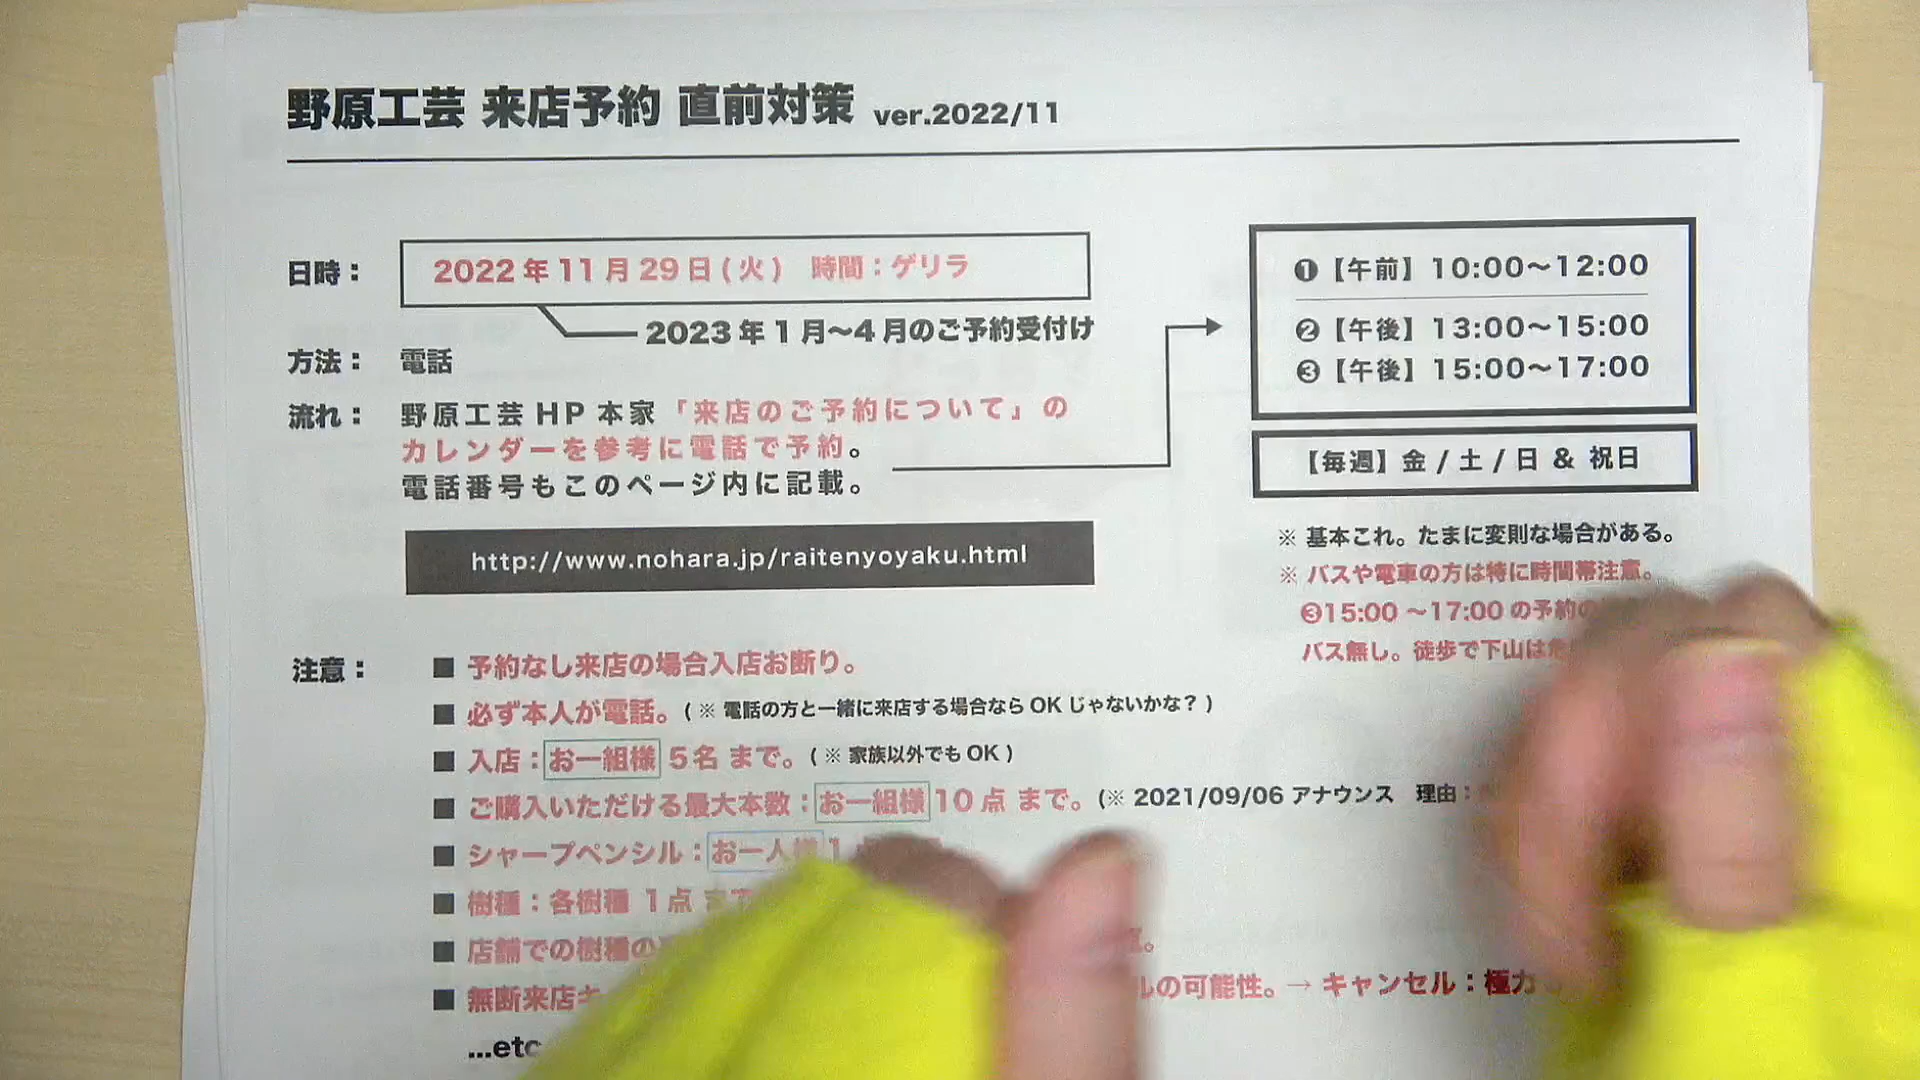 野原工芸 来店予約 直前対策 ver.2022/11
日時：
2022年11月29日(火) 時間：ゲリラ
2023年1月〜4月のご予約受付け
方法： 電話
流れ： 野原工芸HP本家「来店のご予約について」の
カレンダーを参考に電話で予約。
電話番号もこのページ内に記載。
http://www.nohara.jp/raitenyoyaku.html
❶【午前】10:00〜12:00
❷【午後】13:00〜15:00
❸【午後】15:00〜17:00
【毎週】金/土/日 & 祝日
※ 基本これ。たまに変則な場合がある。
※ バスや電車の方は特に時間帯注意。
❸15:00〜17:00の予約の
バス無し。徒歩で下山は
注意：
■ 予約なし来店の場合入店お断り。
■ 必ず本人が電話。(※ 電話の方と一緒に来店する場合ならOKじゃないかな？)
■ 入店：お一組様 5名 まで。(※ 家族以外でもOK)
■ ご購入いただける最大本数：お一組様 10点 まで。(※ 2021/09/06 アナウンス 理由：
■ シャープペンシル：お一人様 1
■ 樹種：各樹種 1点 まで
■ 店舗での樹種の
■ 無断来店キ ルの可能性。→ キャンセル：極力
...etc